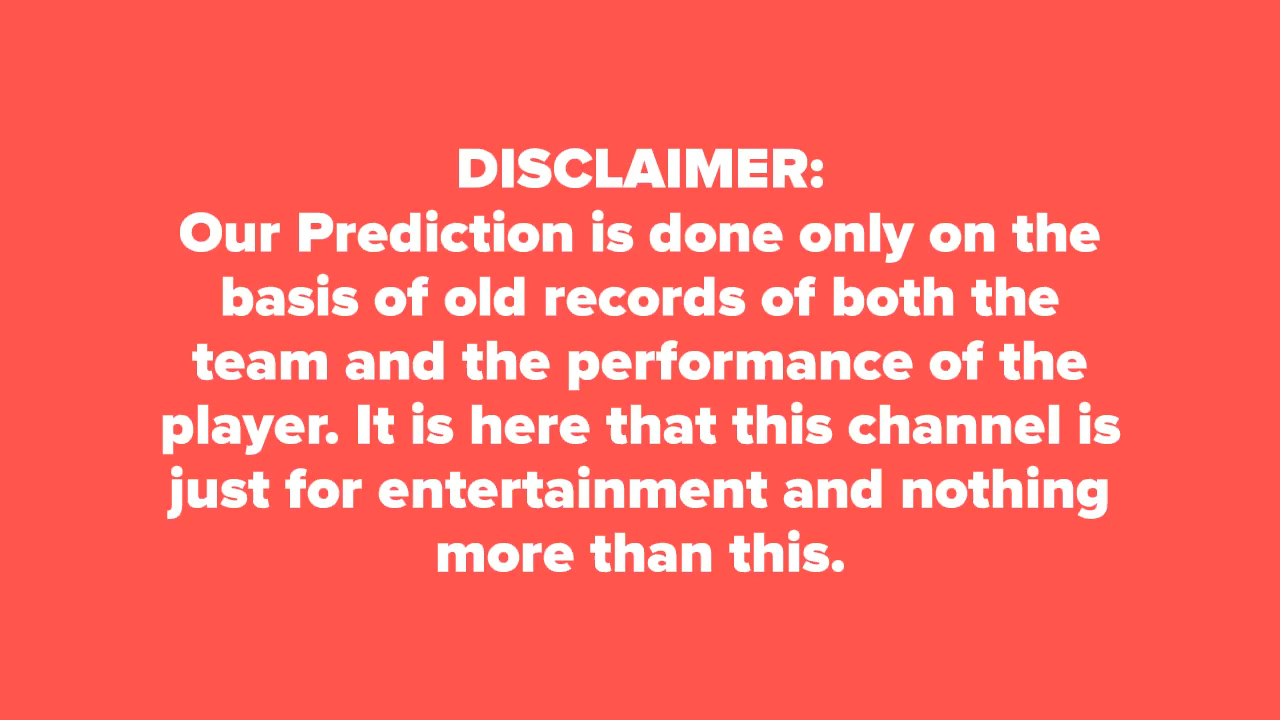 DISCLAIMER:
Our Prediction is done only on the
basis of old records of both the
team and the performance of the
player. It is here that this channel is
just for entertainment and nothing
more than this.